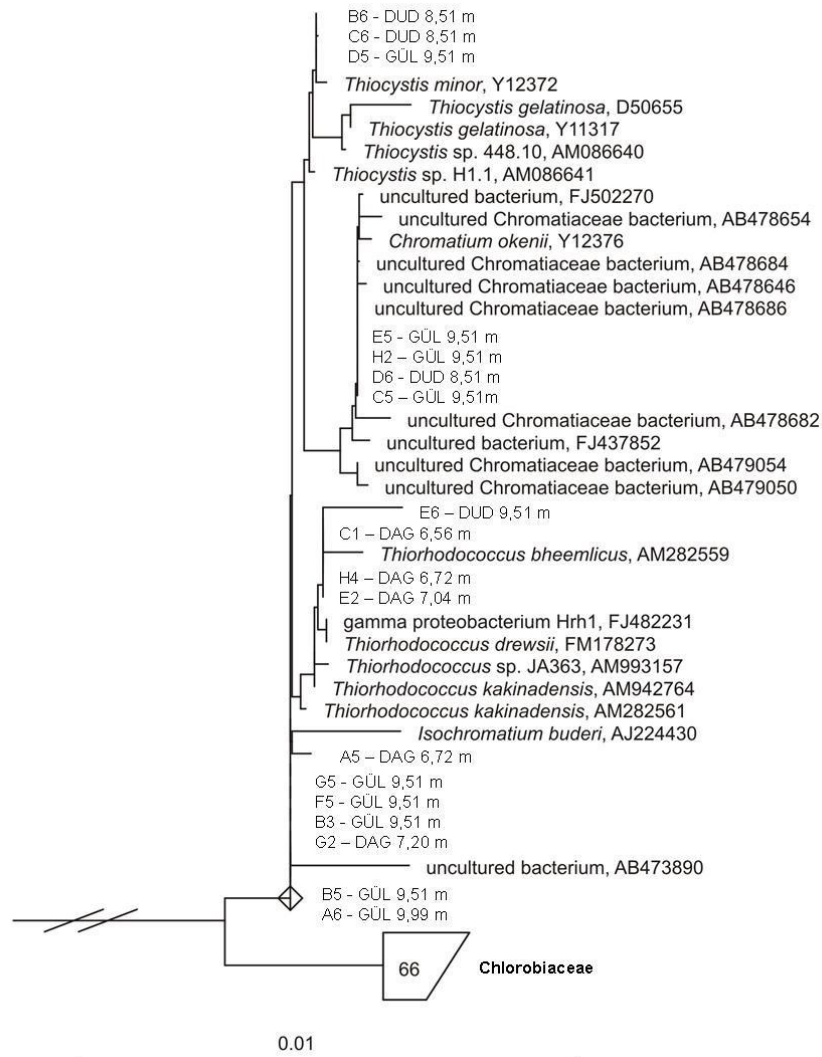 B6 - DUD 8,51 m
C6 - DUD 8,51 m
D5 - GÜL 9,51 m
Thiocystis minor, Y12372
Thiocystis gelatinosa, D50655
Thiocystis gelatinosa, Y11317
Thiocystis sp. 448.10, AM086640
Thiocystis sp. H1.1, AM086641
uncultured bacterium, FJ502270
uncultured Chromatiaceae bacterium, AB478654
Chromatium okenii, Y12376
uncultured Chromatiaceae bacterium, AB478684
uncultured Chromatiaceae bacterium, AB478646
uncultured Chromatiaceae bacterium, AB478686
E5 - GÜL 9,51 m
H2 – GÜL 9,51 m
D6 - DUD 8,51 m
C5 – GÜL 9,51m
uncultured Chromatiaceae bacterium, AB478682
uncultured bacterium, FJ437852
uncultured Chromatiaceae bacterium, AB479054
uncultured Chromatiaceae bacterium, AB479050
E6 – DUD 9,51 m
C1 – DAG 6,56 m
Thiorhodococcus bheemlicus, AM282559
H4 – DAG 6,72 m
E2 – DAG 7,04 m
gamma proteobacterium Hrh1, FJ482231
Thiorhodococcus drewsii, FM178273
Thiorhodococcus sp. JA363, AM993157
Thiorhodococcus kakinadensis, AM942764
Thiorhodococcus kakinadensis, AM282561
Isochromatium buderi, AJ224430
A5 – DAG 6,72 m
G5 - GÜL 9,51 m
F5 - GÜL 9,51 m
B3 - GÜL 9,51 m
G2 – DAG 7,20 m
uncultured bacterium, AB473890
B5 - GÜL 9,51 m
A6 - GÜL 9,99 m
66 Chlorobiaceae
0.01